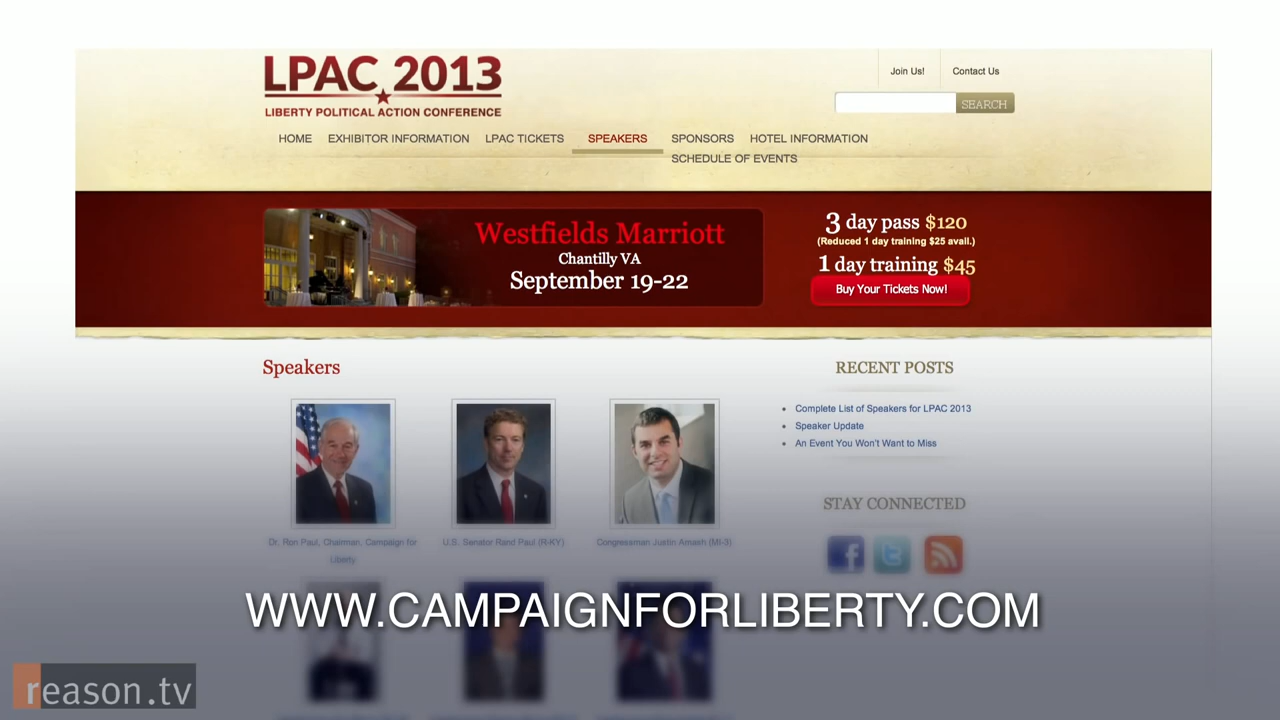 LPAC 2013
LIBERTY POLITICAL ACTION CONFERENCE
Join Us!
Contact Us
SEARCH
HOME
EXHIBITOR INFORMATION
LPAC TICKETS
SPEAKERS
SPONSORS
HOTEL INFORMATION
SCHEDULE OF EVENTS
Westfields Marriott
Chantilly VA
September 19-22
3 day pass $120
(Reduced 1 day training $25 avail.)
1 day training $45
Buy Your Tickets Now!
Speakers
Dr. Ron Paul, Chairman, Campaign for
Liberty
U.S. Senator Rand Paul (R-KY)
Congressman Justin Amash (MI-3)
RECENT POSTS
Complete List of Speakers for LPAC 2013
Speaker Update
An Event You Won't Want to Miss
STAY CONNECTED
WWW.CAMPAIGNFORLIBERTY.COM
reason.tv